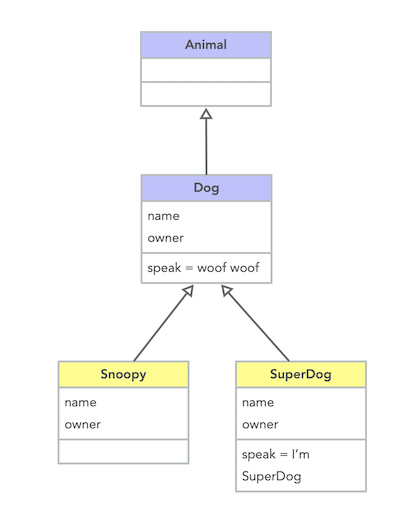 Animal
Dog
name
owner
speak = woof woof
Snoopy
name
owner
SuperDog
name
owner
speak = I’m
SuperDog